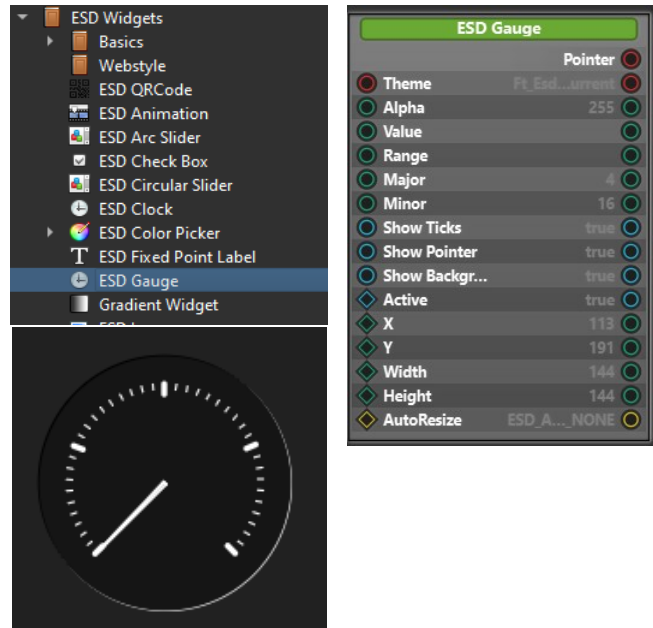 ESD Widgets
Basics
Webstyle
ESD QRCode
ESD Animation
ESD Arc Slider
ESD Check Box
ESD Circular Slider
ESD Clock
ESD Color Picker
T ESD Fixed Point Label
ESD Gauge
Gradient Widget
ESD Gauge
Pointer
Theme Ft_Esd...urrent
Alpha 255
Value
Range
Major 4
Minor 16
Show Ticks true
Show Pointer true
Show Backgr... true
Active true
X 113
Y 191
Width 144
Height 144
AutoResize ESD_A..._NONE